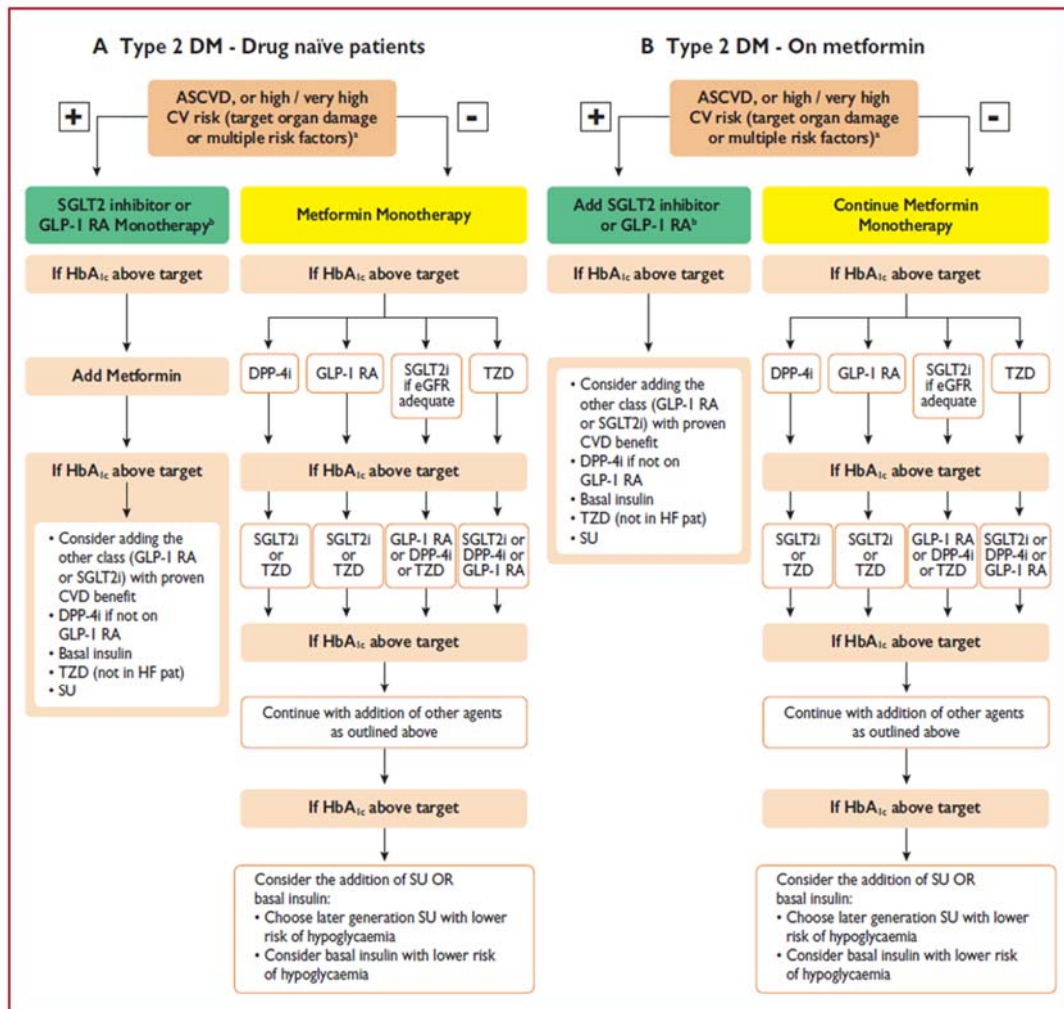 A Type 2 DM - Drug naïve patients
+
ASCVD, or high / very high
CV risk (target organ damage
or multiple risk factors)ᵃ
-
SGLT2 inhibitor or
GLP-1 RA Monotherapyᵇ
Metformin Monotherapy
If HbA₁c above target
If HbA₁c above target
DPP-4i
GLP-1 RA
SGLT2i
if eGFR
adequate
TZD
Add Metformin
If HbA₁c above target
If HbA₁c above target
• Consider adding the
other class (GLP-1 RA
or SGLT2i) with proven
CVD benefit
• DPP-4i if not on
GLP-1 RA
• Basal insulin
• TZD (not in HF pat)
• SU
SGLT2i
or
TZD
SGLT2i
or
TZD
GLP-1 RA
or DPP-4i
or TZD
SGLT2i or
DPP-4i or
GLP-1 RA
If HbA₁c above target
Continue with addition of other agents
as outlined above
If HbA₁c above target
Consider the addition of SU OR
basal insulin:
• Choose later generation SU with lower
risk of hypoglycaemia
• Consider basal insulin with lower risk
of hypoglycaemia
B Type 2 DM - On metformin
+
ASCVD, or high / very high
CV risk (target organ damage
or multiple risk factors)ᵃ
-
Add SGLT2 inhibitor
or GLP-1 RAᵇ
Continue Metformin
Monotherapy
If HbA₁c above target
If HbA₁c above target
• Consider adding the
other class (GLP-1 RA
or SGLT2i) with proven
CVD benefit
• DPP-4i if not on
GLP-1 RA
• Basal insulin
• TZD (not in HF pat)
• SU
DPP-4i
GLP-1 RA
SGLT2i
if eGFR
adequate
TZD
If HbA₁c above target
SGLT2i
or
TZD
SGLT2i
or
TZD
GLP-1 RA
or DPP-4i
or TZD
SGLT2i or
DPP-4i or
GLP-1 RA
If HbA₁c above target
Continue with addition of other agents
as outlined above
If HbA₁c above target
Consider the addition of SU OR
basal insulin:
• Choose later generation SU with lower
risk of hypoglycaemia
• Consider basal insulin with lower risk
of hypoglycaemia